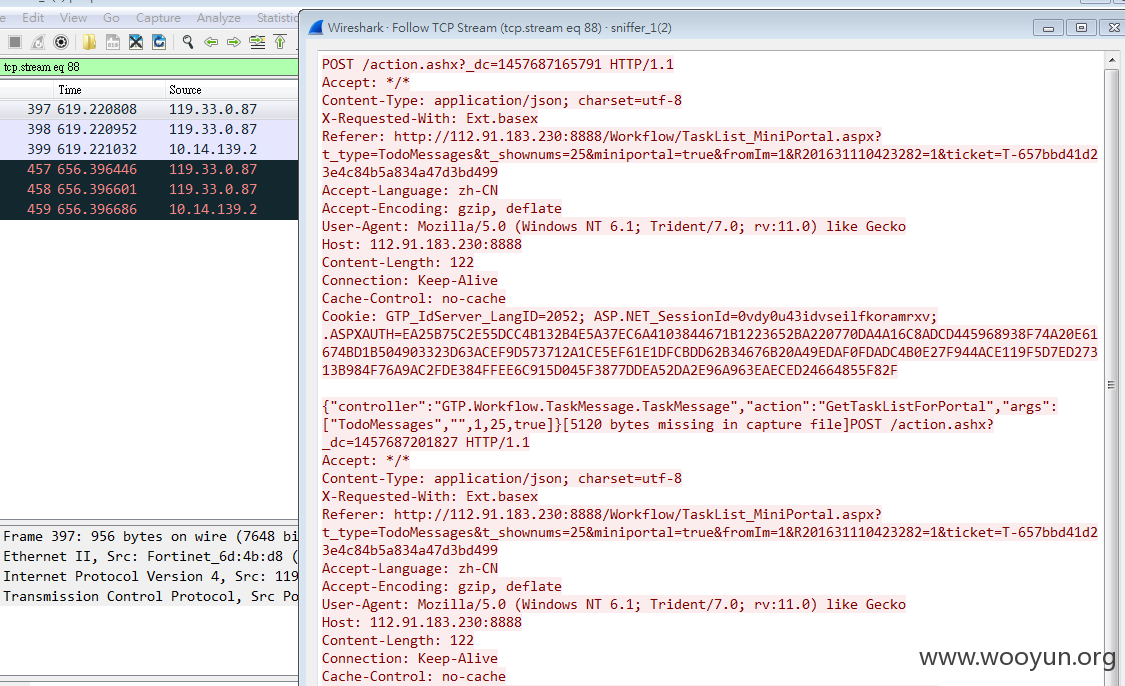 Edit View Go Capture Analyze Statistic
Wireshark · Follow TCP Stream (tcp.stream eq 88) · sniffer_1(2)
tcp.stream eq 88
Time Source
397 619.220808 119.33.0.87
398 619.220952 119.33.0.87
399 619.221032 10.14.139.2
457 656.396446 119.33.0.87
458 656.396601 119.33.0.87
459 656.396686 10.14.139.2
Frame 397: 956 bytes on wire (7648 bi
Ethernet II, Src: Fortinet_6d:4b:d8 (
Internet Protocol Version 4, Src: 119
Transmission Control Protocol, Src Po
POST /action.ashx?_dc=1457687165791 HTTP/1.1
Accept: */*
Content-Type: application/json; charset=utf-8
X-Requested-With: Ext.basex
Referer: http://112.91.183.230:8888/Workflow/TaskList_MiniPortal.aspx?
t_type=TodoMessages&t_shownums=25&miniportal=true&fromIm=1&R201631110423282=1&ticket=T-657bbd41d2
3e4c84b5a834a47d3bd499
Accept-Language: zh-CN
Accept-Encoding: gzip, deflate
User-Agent: Mozilla/5.0 (Windows NT 6.1; Trident/7.0; rv:11.0) like Gecko
Host: 112.91.183.230:8888
Content-Length: 122
Connection: Keep-Alive
Cache-Control: no-cache
Cookie: GTP_IdServer_LangID=2052; ASP.NET_SessionId=0vdy0u43idvseilfkoramrxv;
.ASPXAUTH=EA25B75C2E55DCC4B132B4E5A37EC6A4103844671B1223652BA220770DA4A16C8ADCD445968938F74A20E61
674BD1B504903323D63ACEF9D573712A1CE5EF61E1DFCBDD62B34676B20A49EDAF0FDADC4B0E27F944ACE119F5D7ED273
13B984F76A9AC2FDE384FFEE6C915D045F3877DDEA52DA2E96A963EAECED24664855F82F
{"controller":"GTP.Workflow.TaskMessage.TaskMessage","action":"GetTaskListForPortal","args":
["TodoMessages","",1,25,true]}[5120 bytes missing in capture file]POST /action.ashx?
_dc=1457687201827 HTTP/1.1
Accept: */*
Content-Type: application/json; charset=utf-8
X-Requested-With: Ext.basex
Referer: http://112.91.183.230:8888/Workflow/TaskList_MiniPortal.aspx?
t_type=TodoMessages&t_shownums=25&miniportal=true&fromIm=1&R201631110423282=1&ticket=T-657bbd41d2
3e4c84b5a834a47d3bd499
Accept-Language: zh-CN
Accept-Encoding: gzip, deflate
User-Agent: Mozilla/5.0 (Windows NT 6.1; Trident/7.0; rv:11.0) like Gecko
Host: 112.91.183.230:8888
Content-Length: 122
Connection: Keep-Alive
Cache-Control: no-cache
www.wooyun.org